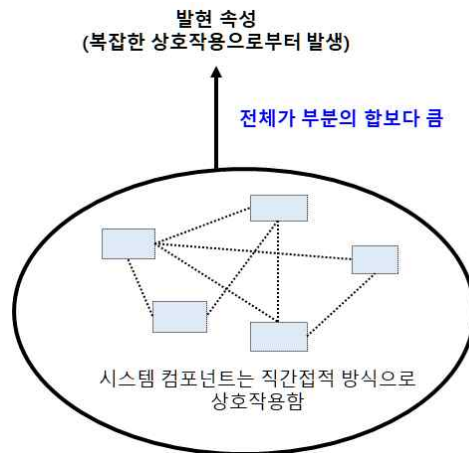 발현 속성
(복잡한 상호작용으로부터 발생)
전체가 부분의 합보다 큼
시스템 컴포넌트는 직간접적 방식으로
상호작용함